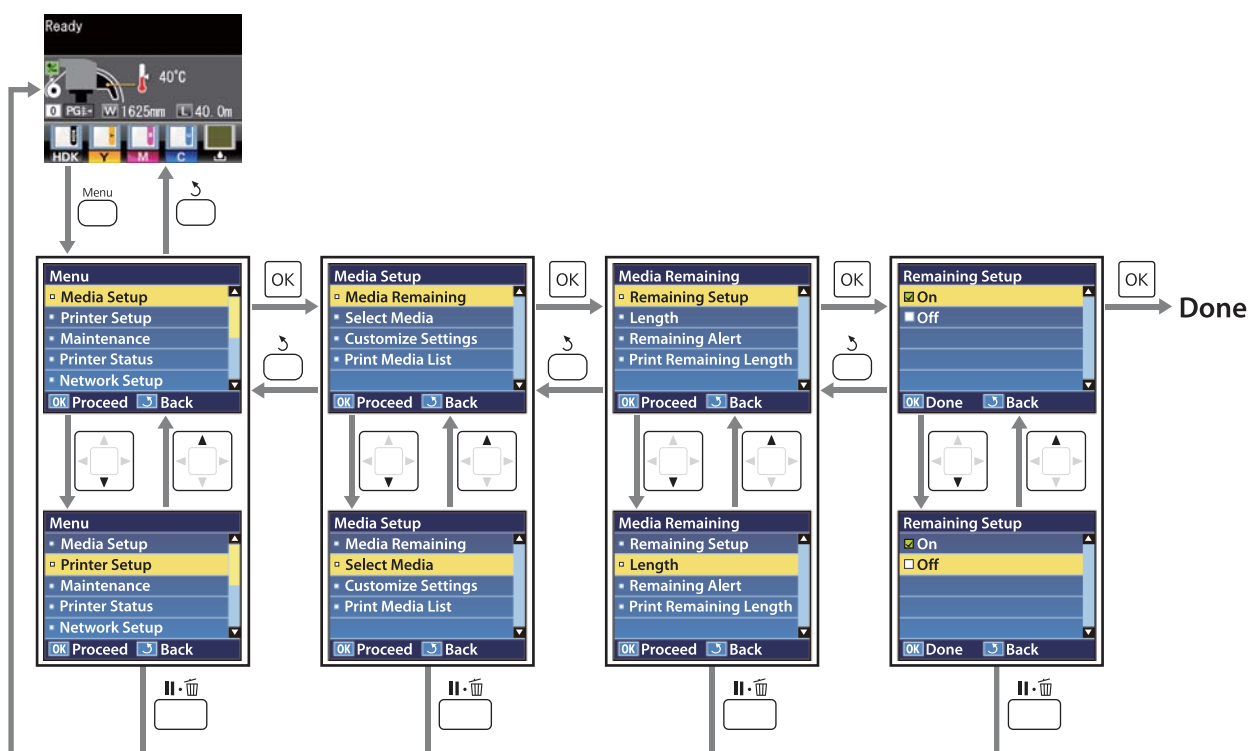 Ready
40°C
0 PG W 1625mm L 40.0m
HDK Y M C
Menu
Menu
Media Setup
Printer Setup
Maintenance
Printer Status
Network Setup
OK Proceed Back
OK
Media Setup
Media Remaining
Select Media
Customize Settings
Print Media List
OK Proceed Back
OK
Media Remaining
Remaining Setup
Length
Remaining Alert
Print Remaining Length
OK Proceed Back
OK
Remaining Setup
On
Off
OK Done Back
OK
Done
Menu
Media Setup
Printer Setup
Maintenance
Printer Status
Network Setup
OK Proceed Back
Media Setup
Media Remaining
Select Media
Customize Settings
Print Media List
OK Proceed Back
Media Remaining
Remaining Setup
Length
Remaining Alert
Print Remaining Length
OK Proceed Back
Remaining Setup
On
Off
OK Done Back